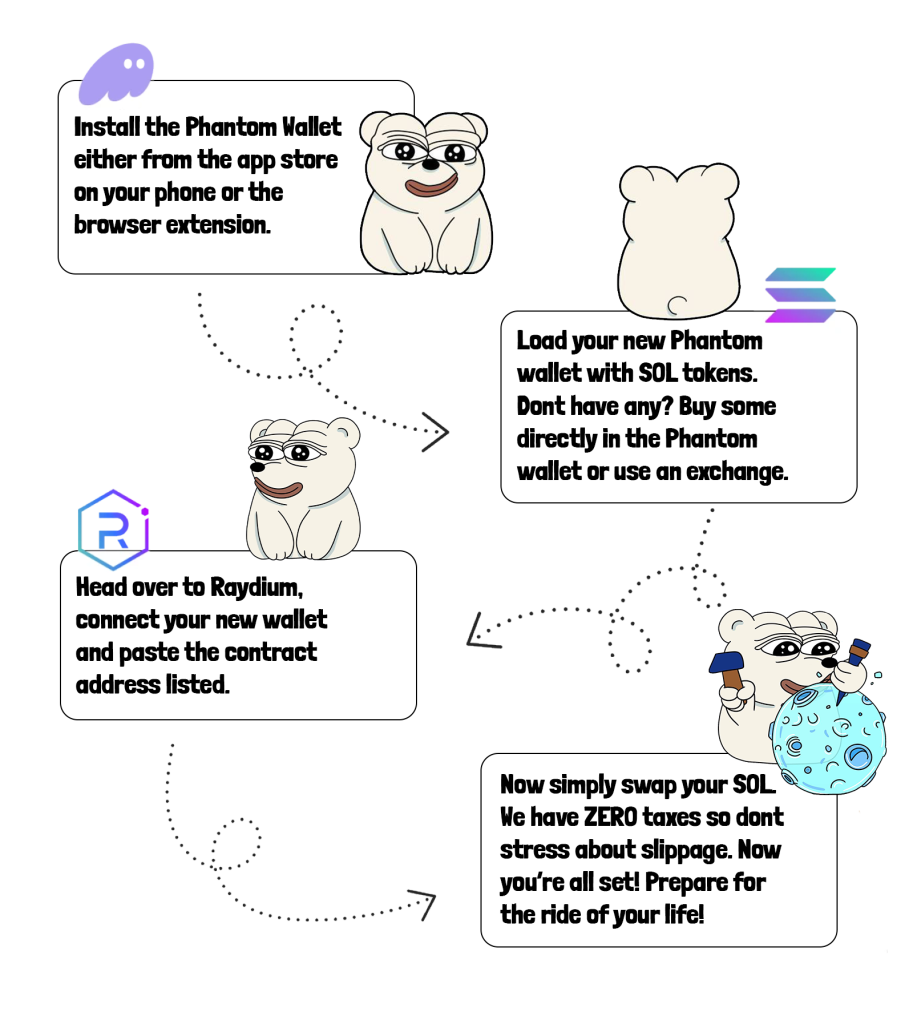 Install the Phantom Wallet
either from the app store
on your phone or the
browser extension.
Load your new Phantom
wallet with SOL tokens.
Dont have any? Buy some
directly in the Phantom
wallet or use an exchange.
Head over to Raydium,
connect your new wallet
and paste the contract
address listed.
Now simply swap your SOL.
We have ZERO taxes so dont
stress about slippage. Now
you're all set! Prepare for
the ride of your life!